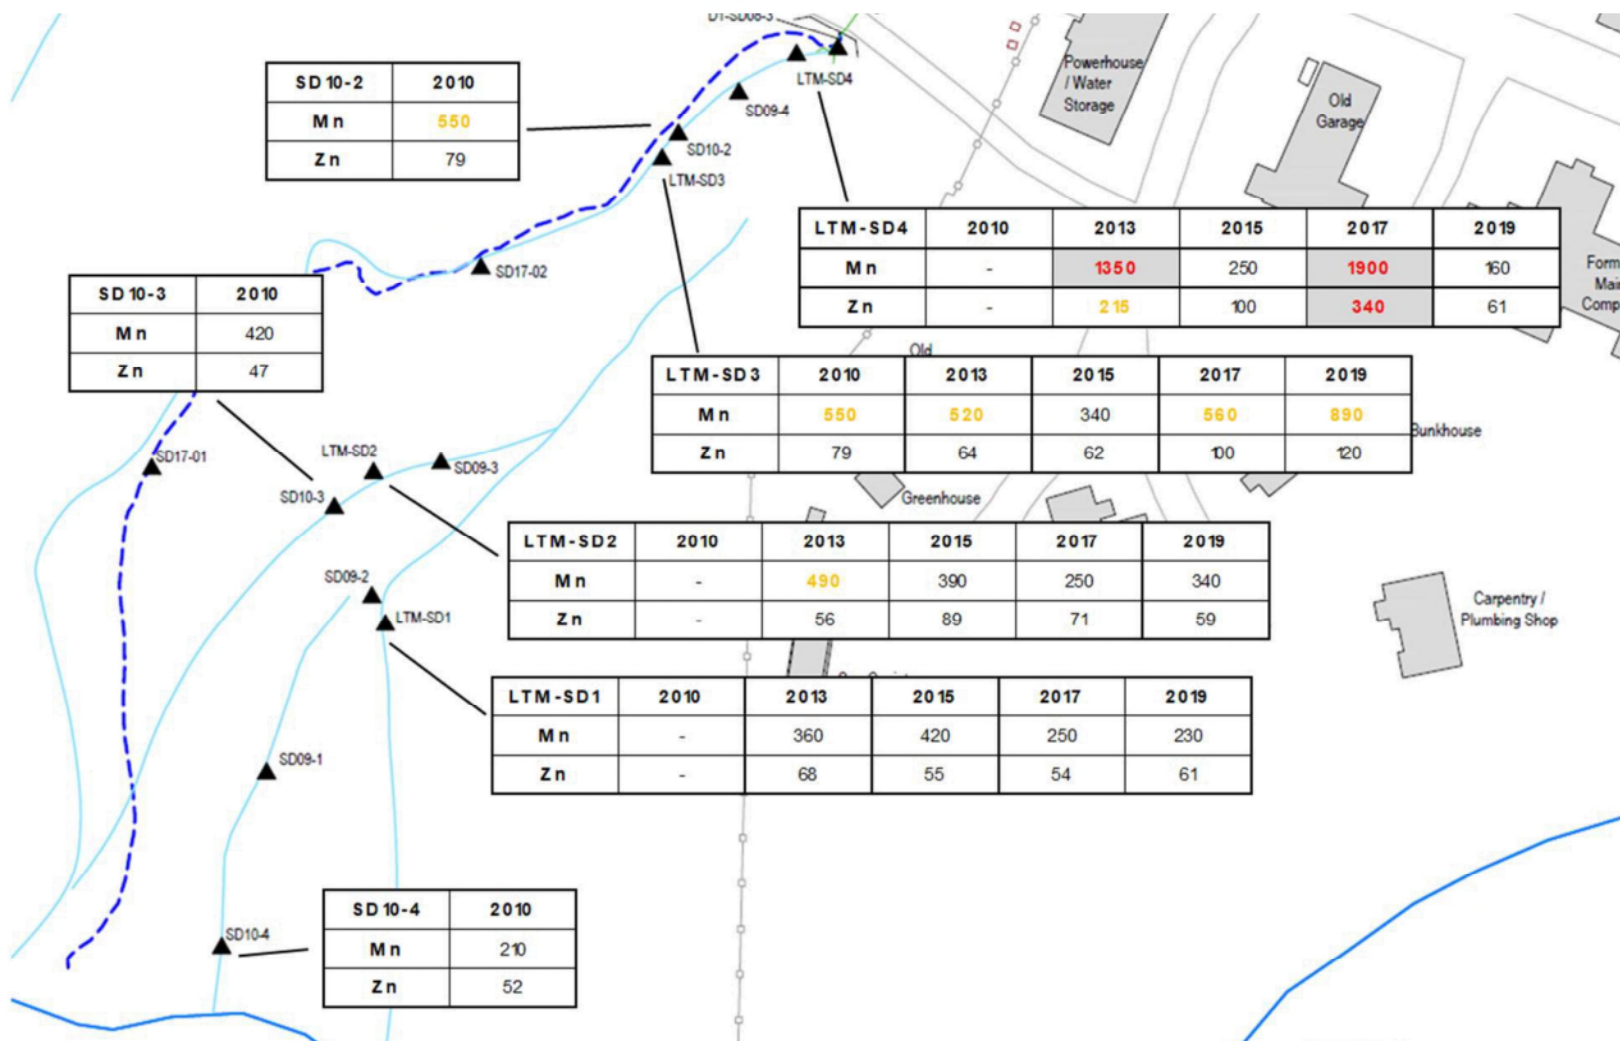 D1-SD08-3
Powerhouse
/ Water
Storage
Old
Garage
LTM-SD4
SD09-4
SD10-2
LTM-SD3
SD17-02
SD10-2 2010
Mn 550
Zn 79
LTM-SD4 2010 2013 2015 2017 2019
Mn - 1350 250 1900 160
Zn - 215 100 340 61
SD10-3 2010
Mn 420
Zn 47
Old
LTM-SD3 2010 2013 2015 2017 2019
Mn 550 520 340 560 890
Zn 79 64 62 100 120
Bunkhouse
SD17-01
LTM-SD2
SD09-3
SD10-3
Greenhouse
LTM-SD2 2010 2013 2015 2017 2019
Mn - 490 390 250 340
Zn - 56 89 71 59
SD09-2
LTM-SD1
Carpentry /
Plumbing Shop
LTM-SD1 2010 2013 2015 2017 2019
Mn - 360 420 250 230
Zn - 68 55 54 61
SD09-1
SD10-4
SD10-4 2010
Mn 210
Zn 52